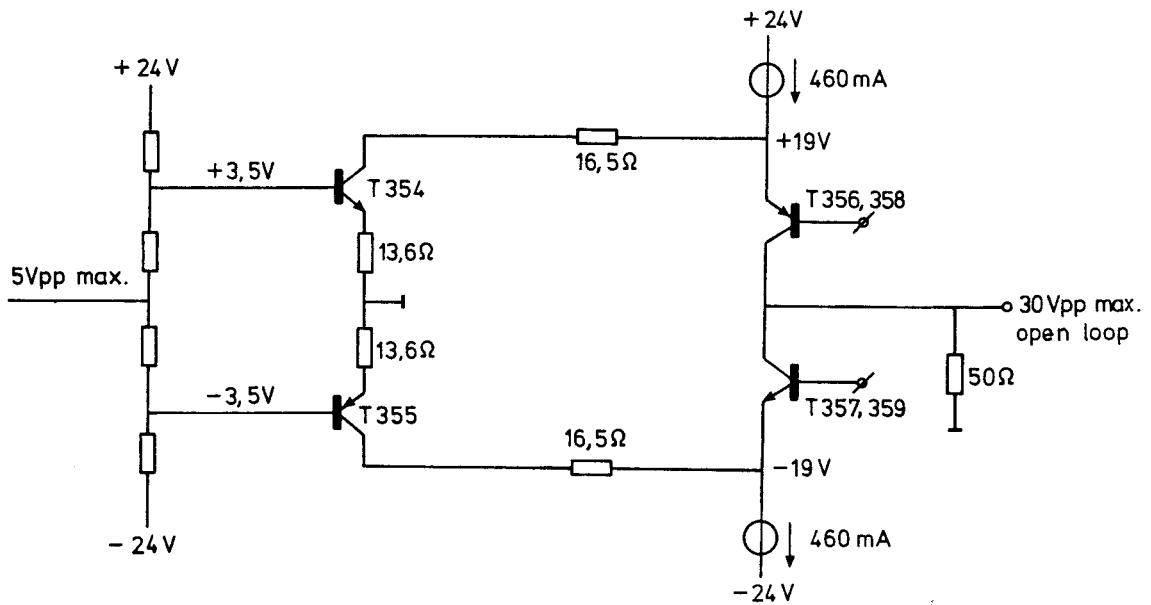 +24V
460mA
+24V
+19V
16,5Ω
+3,5V
T354
T356,358
13,6Ω
5Vpp max.
30Vpp max.
open loop
13,6Ω
50Ω
-3,5V
T355
T357,359
16,5Ω
-19V
-24V
460mA
-24V